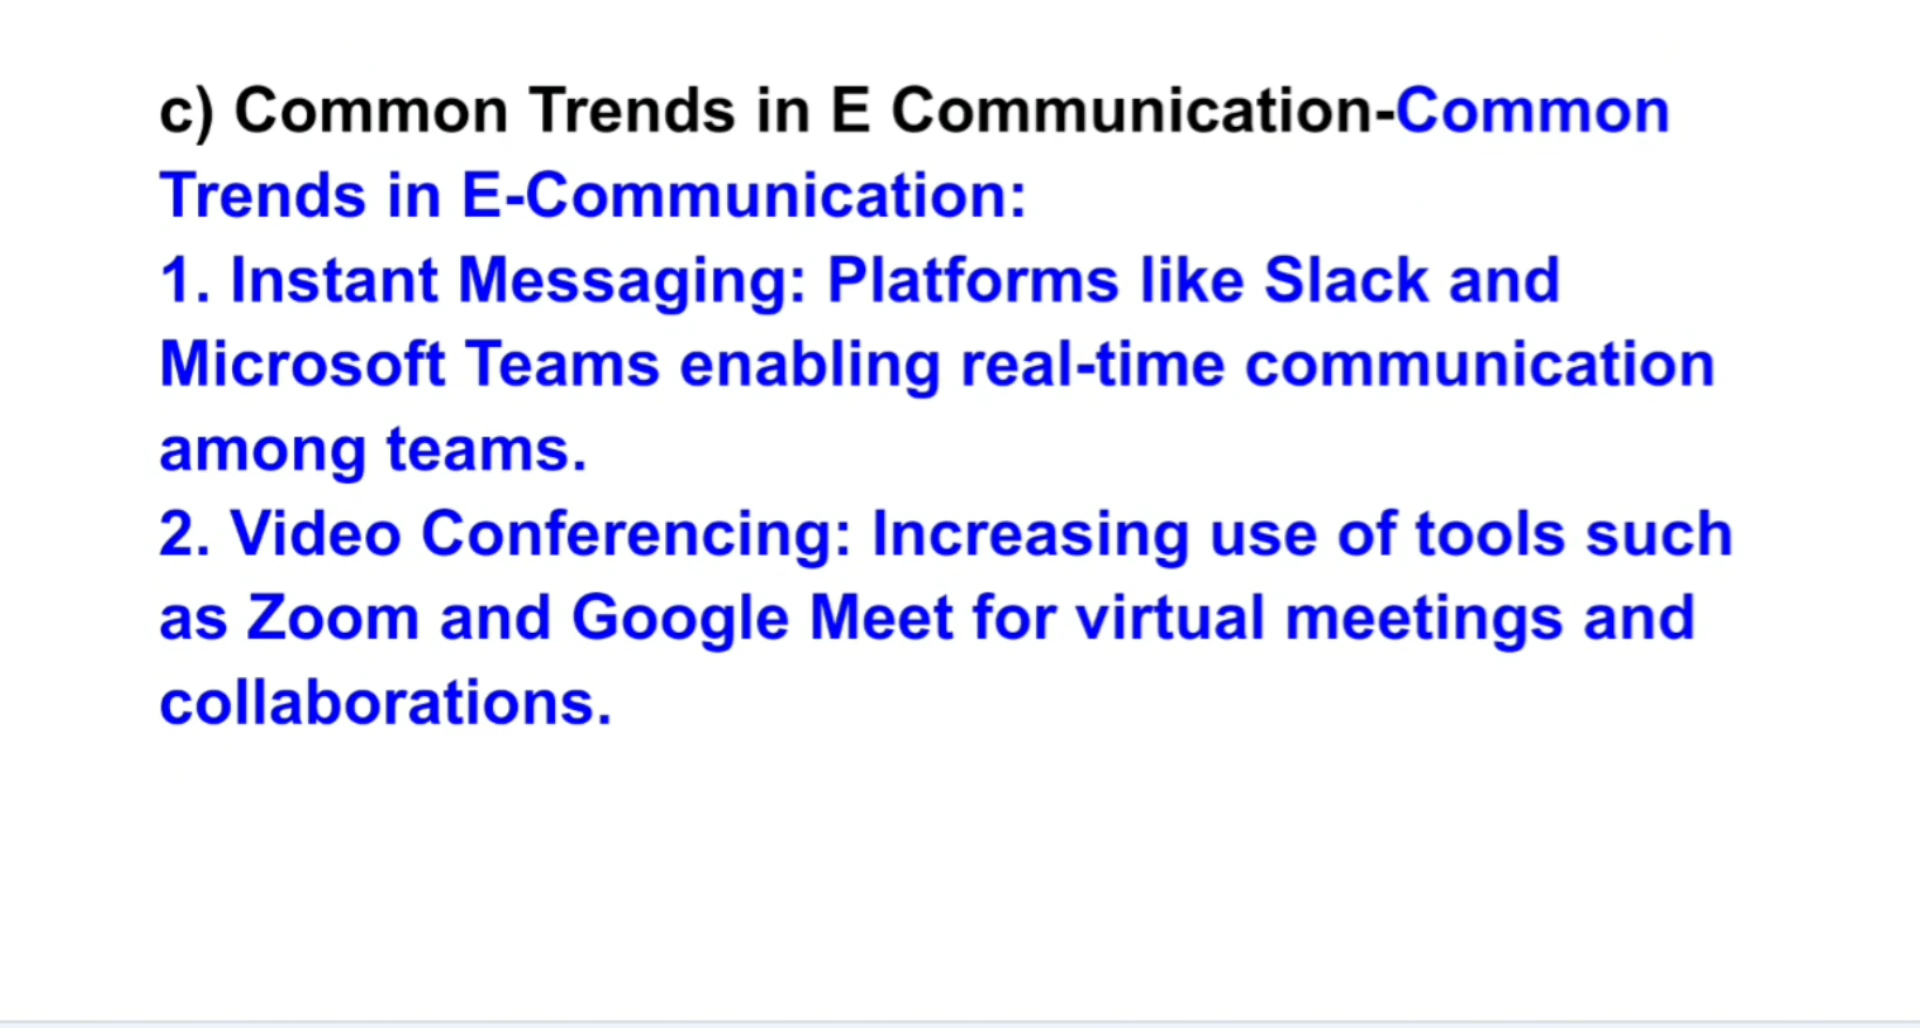 c) Common Trends in E Communication-Common
Trends in E-Communication:
1. Instant Messaging: Platforms like Slack and
Microsoft Teams enabling real-time communication
among teams.
2. Video Conferencing: Increasing use of tools such
as Zoom and Google Meet for virtual meetings and
collaborations.